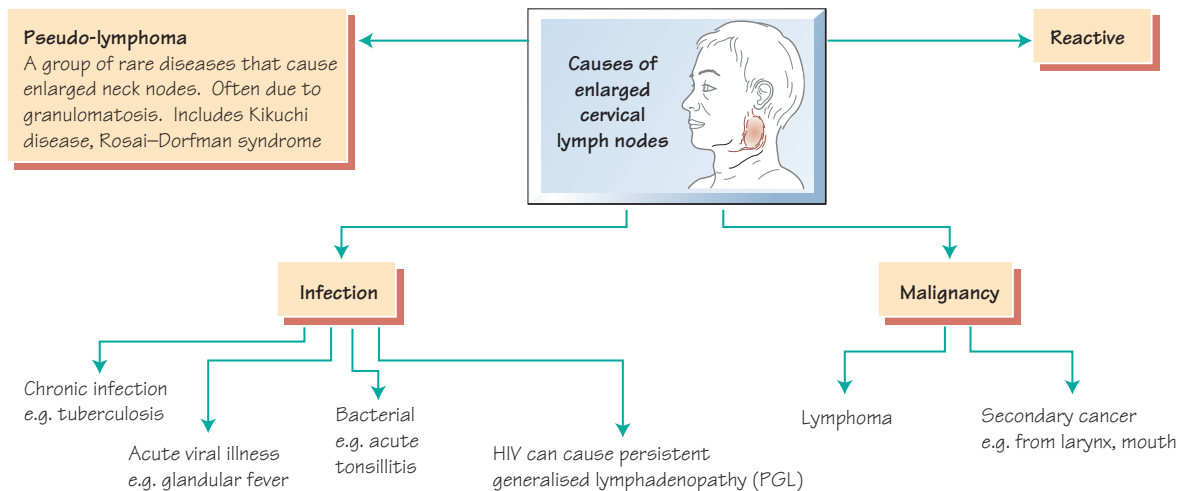 Pseudo-lymphoma
A group of rare diseases that cause
enlarged neck nodes. Often due to
granulomatosis. Includes Kikuchi
disease, Rosai–Dorfman syndrome
Causes of
enlarged
cervical
lymph nodes
Reactive
Infection
Malignancy
Chronic infection
e.g. tuberculosis
Acute viral illness
e.g. glandular fever
Bacterial
e.g. acute
tonsillitis
HIV can cause persistent
generalised lymphadenopathy (PGL)
Lymphoma
Secondary cancer
e.g. from larynx, mouth